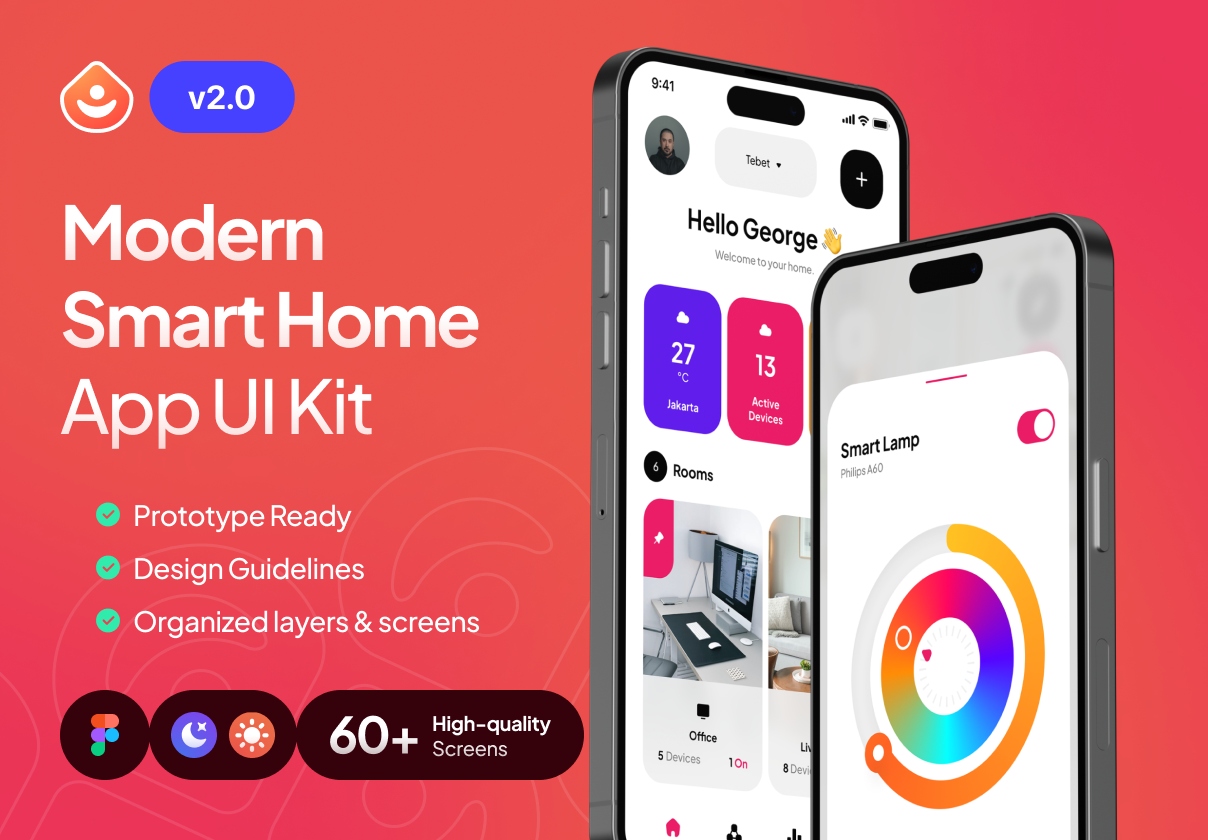 v2.0
Modern
Smart Home
App UI Kit
Prototype Ready
Design Guidelines
Organized layers & screens
60+
High-quality
Screens
9:41
Tebet
Hello George 👋
Welcome to your home.
27
°C
Jakarta
13
Active
Devices
6 Rooms
Office
5 Devices 1 On
8
Smart Lamp
Philips A60